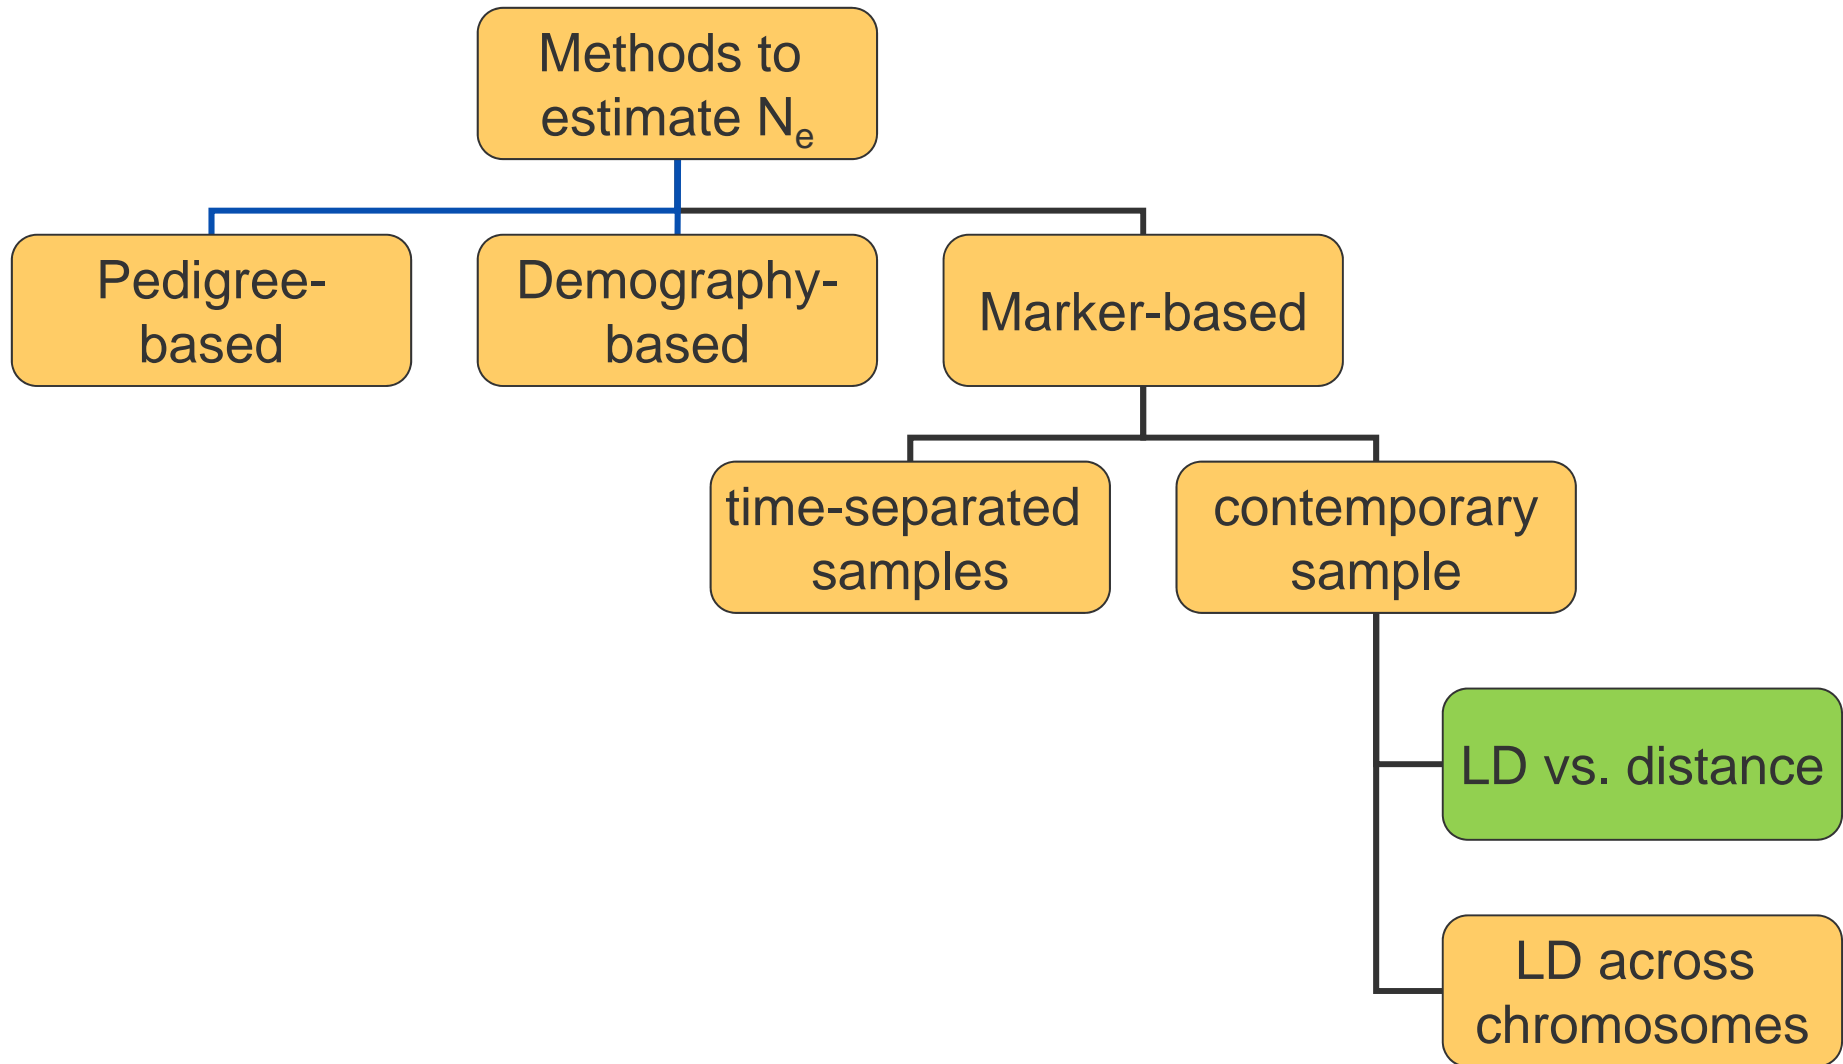 Methods to
estimate Nₑ
Pedigree-
based
Demography-
based
Marker-based
time-separated
samples
contemporary
sample
LD vs. distance
LD across
chromosomes